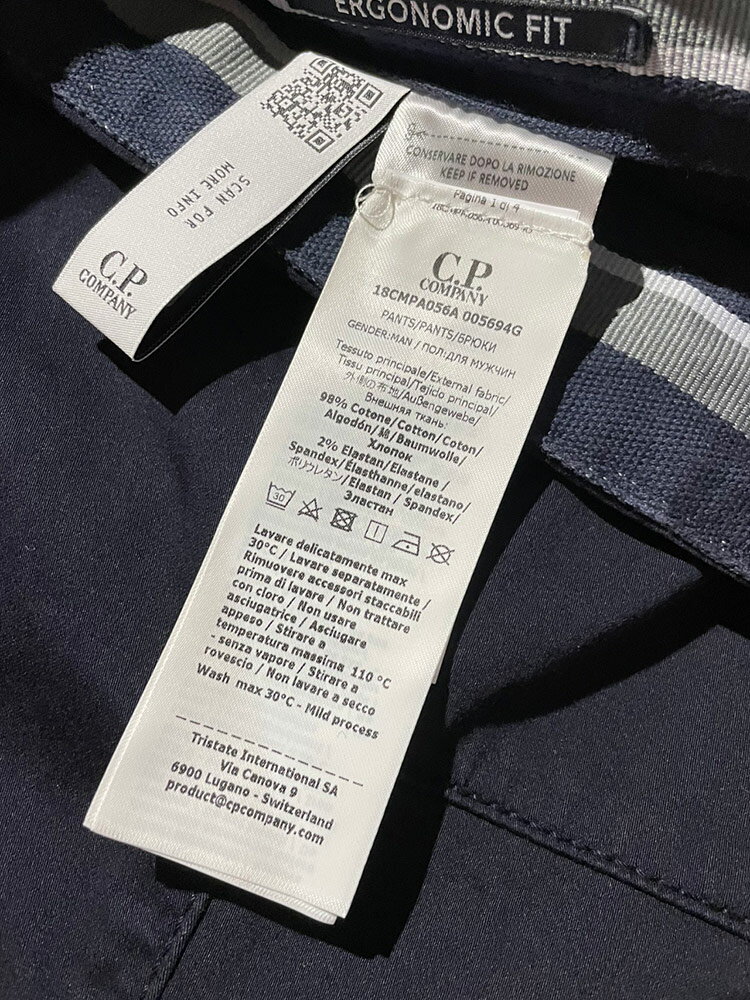 ERGONOMIC FIT
SCAN FOR
MORE INFO
C.P.
COMPANY
CONSERVARE DOPO LA RIMOZIONE
KEEP IF REMOVED
Pagina 1 di 4
C.P.
COMPANY
18CMPA056A 005694G
PANTS/PANTS/БРЮКИ
GENDER:MAN / ПОЛ:ДЛЯ МУЖЧИН
Tessuto principale/External fabric/
Tissu principal/Tejido principal/
外側の布地/Außengewebe/
Внешняя ткань:
98% Cotone/Cotton/Coton/
Algodón/綿/Baumwolle/
Хлопок
2% Elastan/Elastane /
Spandex/Élasthanne/elastano/
ポリウレタン/Elastan / Spandex/
Эластан
30
Lavare delicatamente max
30°C / Lavare separatamente /
Rimuovere accessori staccabili
prima di lavare / Non trattare
con cloro / Non usare
asciugatrice / Asciugare
appeso / Stirare a
temperatura massima 110 °C
- senza vapore / Stirare a
rovescio / Non lavare a secco
Wash max 30°C - Mild process
Tristate International SA
Via Canova 9
6900 Lugano - Switzerland
product@cpcompany.com